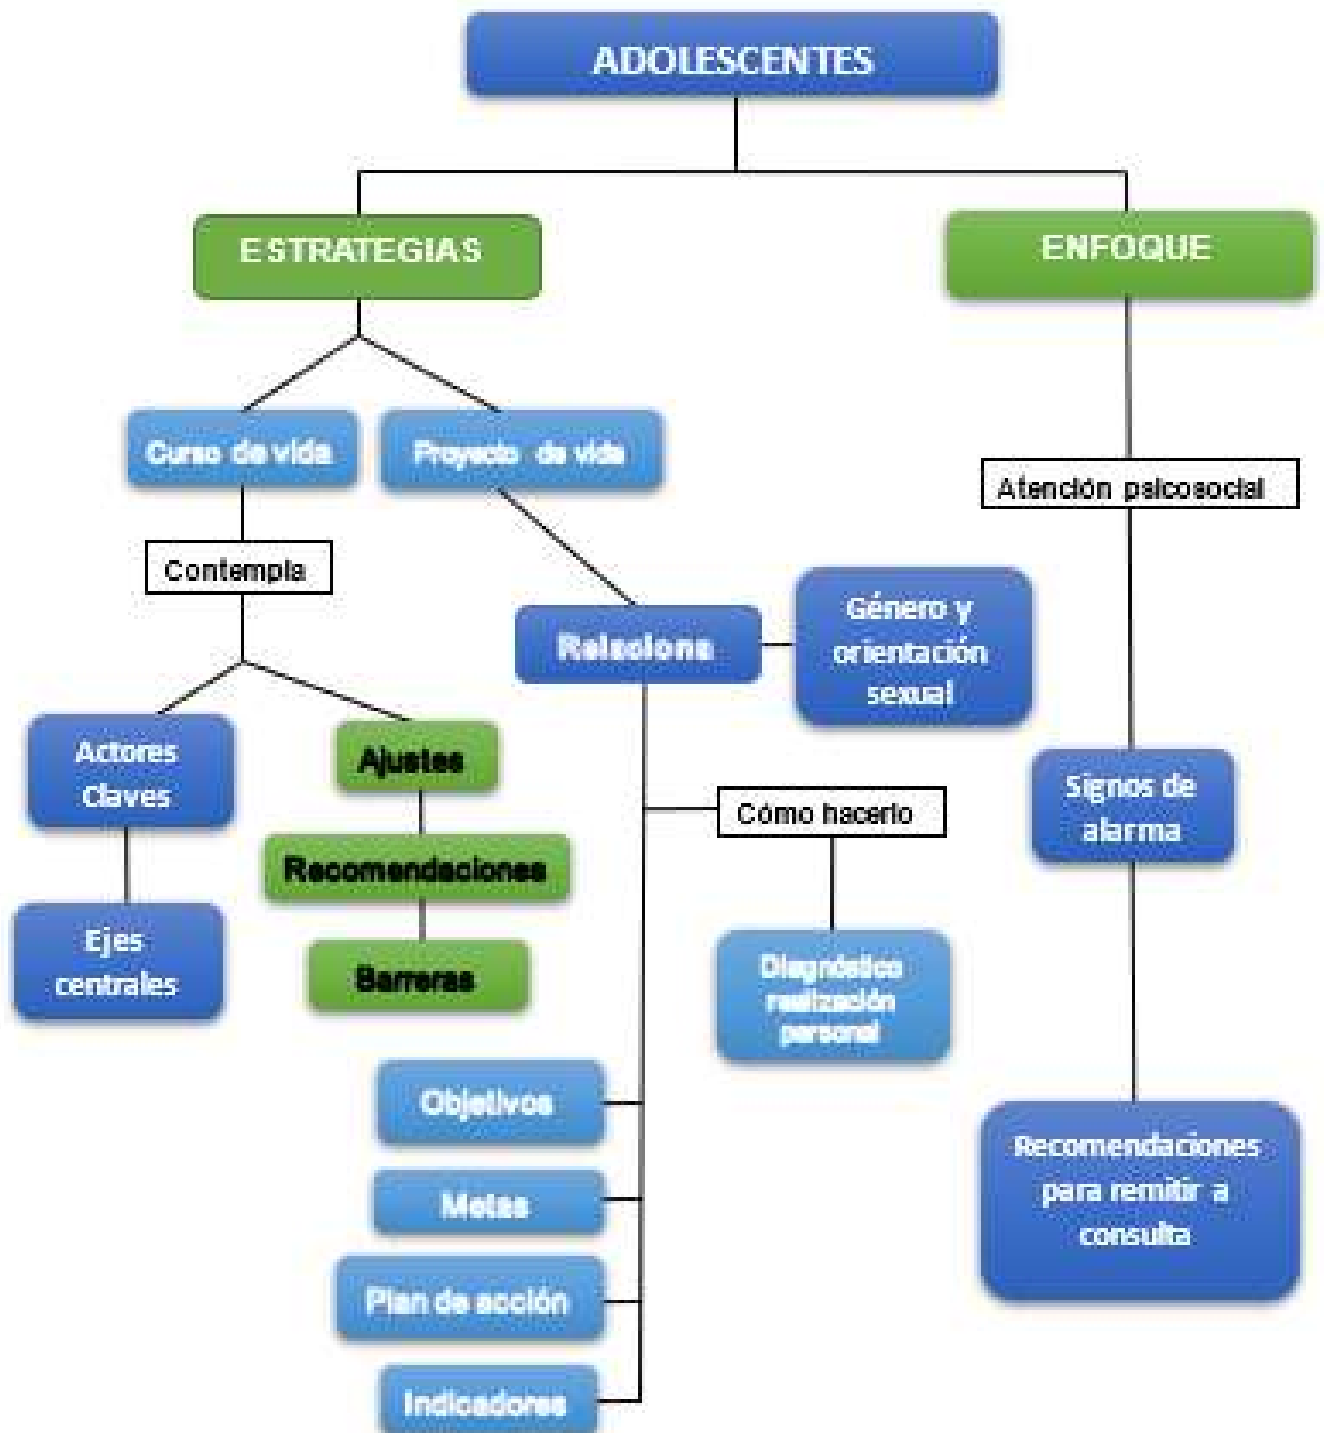 ADOLESCENTES
ESTRATEGIAS
ENFOQUE
Curso de vida
Proyecto de vida
Atención psicosocial
Contempla
Relaciona
Género y
orientación
sexual
Actores
Claves
Ajustes
Signos de
alarma
Cómo hacerlo
Recomendaciones
Ejes
centrales
Barreras
Diagnóstico
realización
personal
Objetivos
Recomendaciones
para remitir a
consulta
Metas
Plan de acción
Indicadores